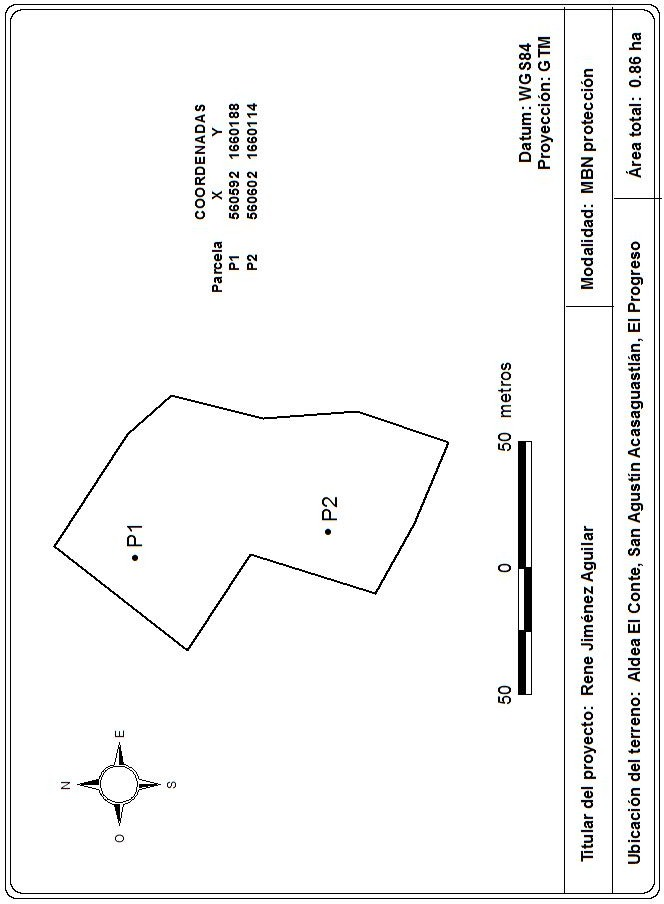 N
O
E
S
P1
P2
COORDENADAS
Parcela X Y
P1 560592 1660188
P2 560602 1660114
50 0 50 metros
Datum: WGS84
Proyección: GTM
Titular del proyecto: Rene Jiménez Aguilar
Modalidad: MBN protección
Ubicación del terreno: Aldea El Conte, San Agustín Acasaguastlán, El Progreso
Área total: 0.86 ha